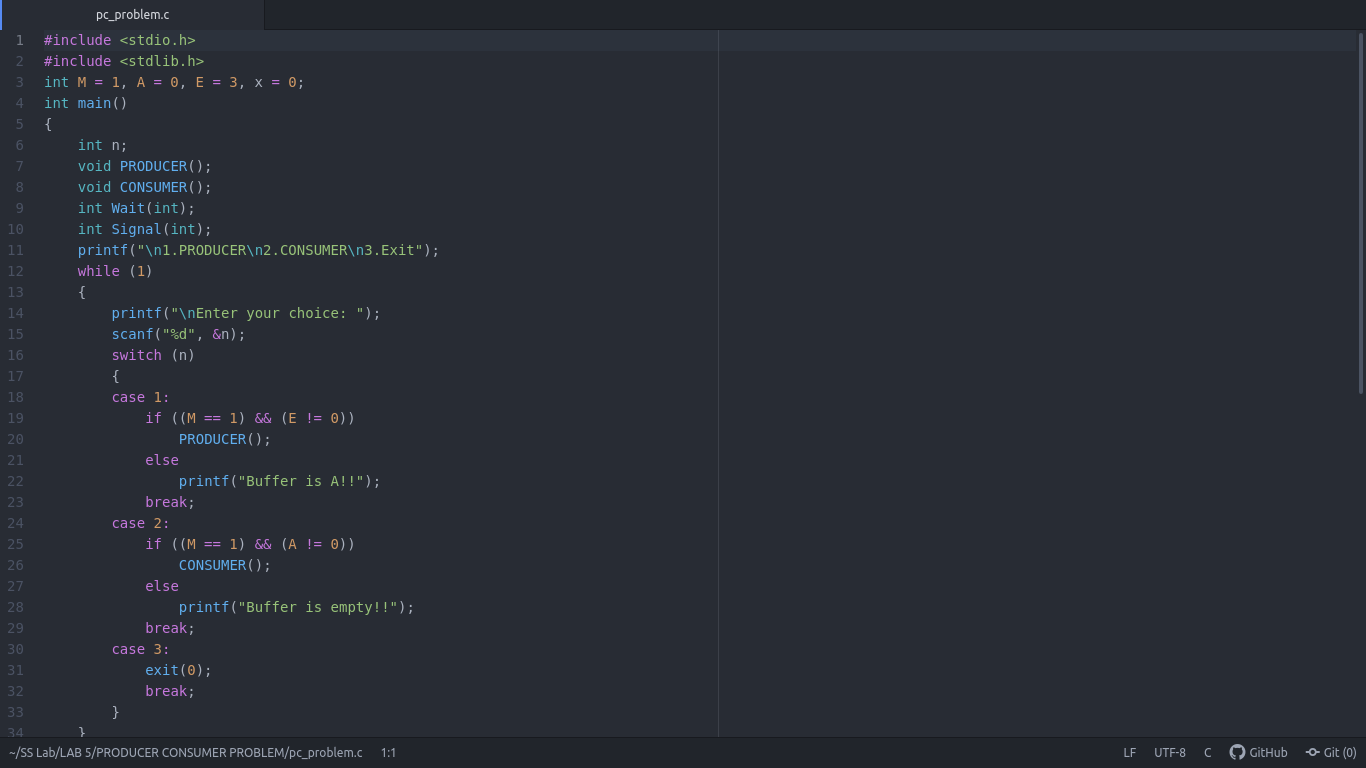 pc_problem.c
1 #include <stdio.h>
2 #include <stdlib.h>
3 int M = 1, A = 0, E = 3, x = 0;
4 int main()
5 {
6     int n;
7     void PRODUCER();
8     void CONSUMER();
9     int Wait(int);
10     int Signal(int);
11     printf("\n1.PRODUCER\n2.CONSUMER\n3.Exit");
12     while (1)
13     {
14         printf("\nEnter your choice: ");
15         scanf("%d", &n);
16         switch (n)
17         {
18         case 1:
19             if ((M == 1) && (E != 0))
20                 PRODUCER();
21             else
22                 printf("Buffer is A!!");
23             break;
24         case 2:
25             if ((M == 1) && (A != 0))
26                 CONSUMER();
27             else
28                 printf("Buffer is empty!!");
29             break;
30         case 3:
31             exit(0);
32             break;
33         }
34     }
~/SS Lab/LAB 5/PRODUCER CONSUMER PROBLEM/pc_problem.c 1:1 LF UTF-8 C GitHub Git (0)